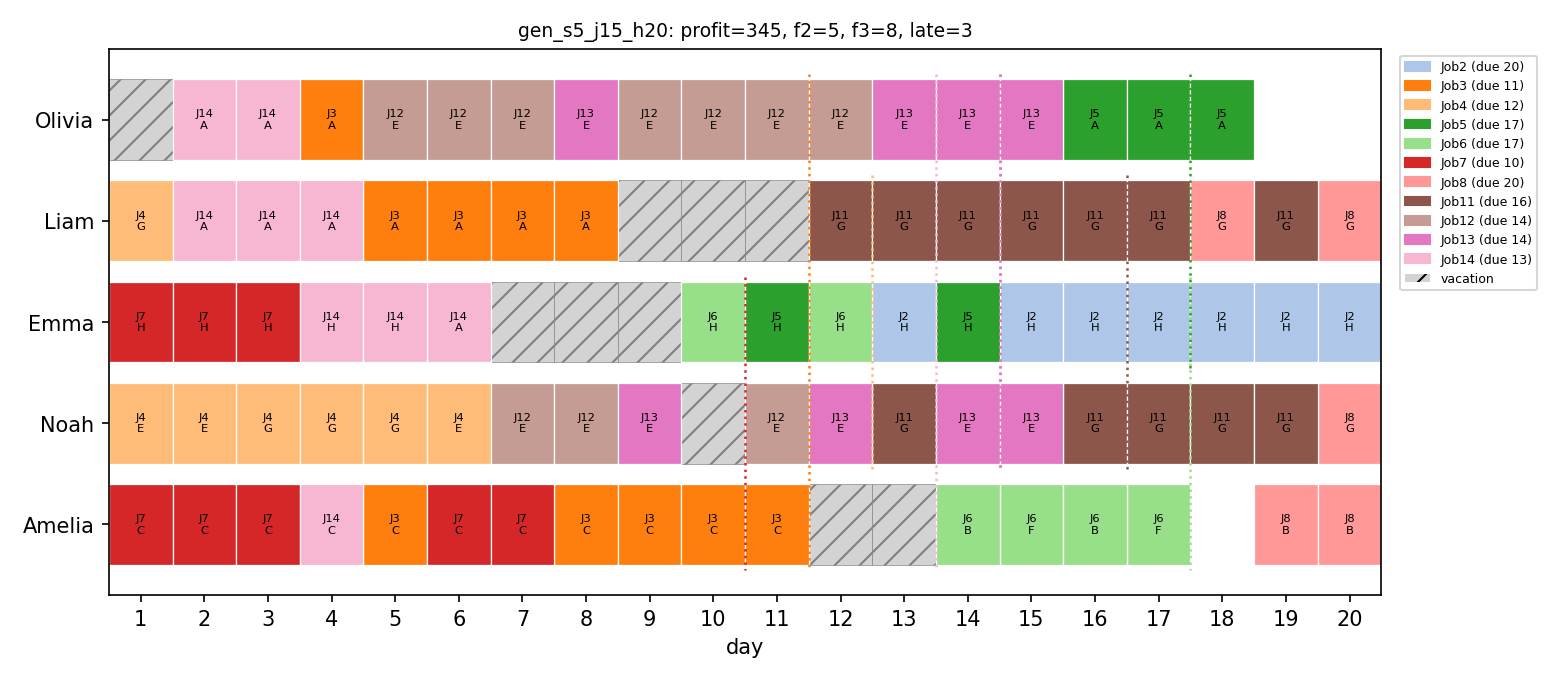 gen_s5_j15_h20: profit=345, f2=5, f3=8, late=3
Olivia
J14 J14 J3 J12 J12 J12 J13 J12 J12 J12 J12 J13 J13 J13 J5 J5 J5
A A A E E E E E E E E E E E A A A
Liam
J4 J14 J14 J14 J3 J3 J3 J3 J11 J11 J11 J11 J11 J11 J8 J11 J8
G A A A A A A A G G G G G G G G G
Emma
J7 J7 J7 J14 J14 J14 J6 J5 J6 J2 J5 J2 J2 J2 J2 J2 J2
H H H H H A H H H H H H H H H H H
Noah
J4 J4 J4 J4 J4 J4 J12 J12 J13 J12 J13 J11 J13 J13 J11 J11 J11 J11 J8
E E G G G E E E E E E G E E G G G G G
Amelia
J7 J7 J7 J14 J3 J7 J7 J3 J3 J3 J3 J6 J6 J6 J6 J8 J8
C C C C C C C C C C C B F B F B B
1 2 3 4 5 6 7 8 9 10 11 12 13 14 15 16 17 18 19 20
day
Job2 (due 20)
Job3 (due 11)
Job4 (due 12)
Job5 (due 17)
Job6 (due 17)
Job7 (due 10)
Job8 (due 20)
Job11 (due 16)
Job12 (due 14)
Job13 (due 14)
Job14 (due 13)
vacation